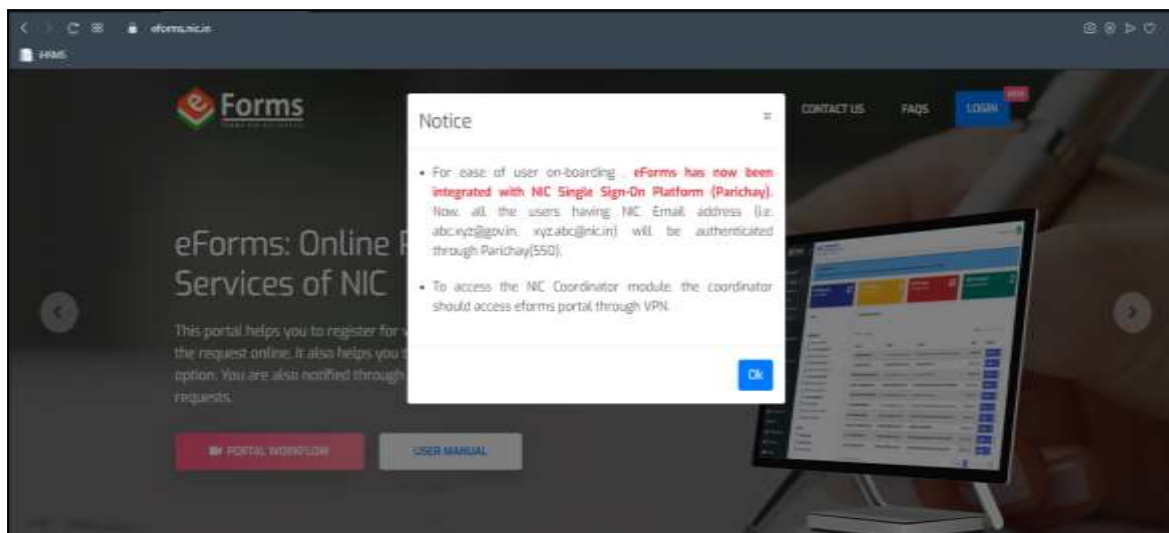 eforms.nic.in
eHRMS
Forms
CONTACT US
FAQS
LOGIN
NEW
Notice
• For ease of user on-boarding , eForms has now been
integrated with NIC Single Sign-On Platform (Parichay).
Now, all the users having NIC Email address (i.e.
abc.xyz@gov.in, xyz.abc@nic.in) will be authenticated
through Parichay(SSO).
• To access the NIC Coordinator module, the coordinator
should access eforms portal through VPN.
Ok
eForms: Online
Services of NIC
This portal helps you to register for
the request online. It also helps you
option. You are also notified through
requests.
PORTAL WORKFLOW
USER MANUAL